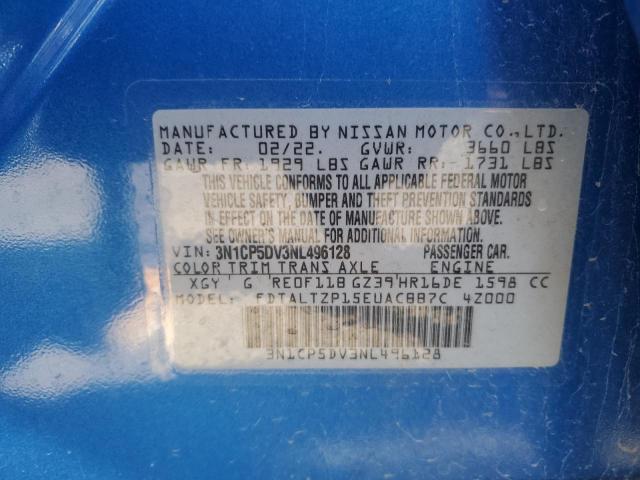 MANUFACTURED BY NISSAN MOTOR CO., LTD.
DATE: 02/22. GVWR: 3660 LBS
GAWR FR: 1929 LBS GAWR RR: 1731 LBS
THIS VEHICLE CONFORMS TO ALL APPLICABLE FEDERAL MOTOR
VEHICLE SAFETY, BUMPER AND THEFT PREVENTION STANDARDS
IN EFFECT ON THE DATE OF MANUFACTURE SHOWN ABOVE.
SEE OWNER'S MANUAL FOR ADDITIONAL INFORMATION.
VIN: 3N1CP5DV3NL496128 PASSENGER CAR.
COLOR TRIM TRANS AXLE ENGINE
XGY G RE0F11B GZ39 HR16DE 1598 CC
FDTALTZP15EUACBB7C 4Z000
3N1CP5DV3NL496128